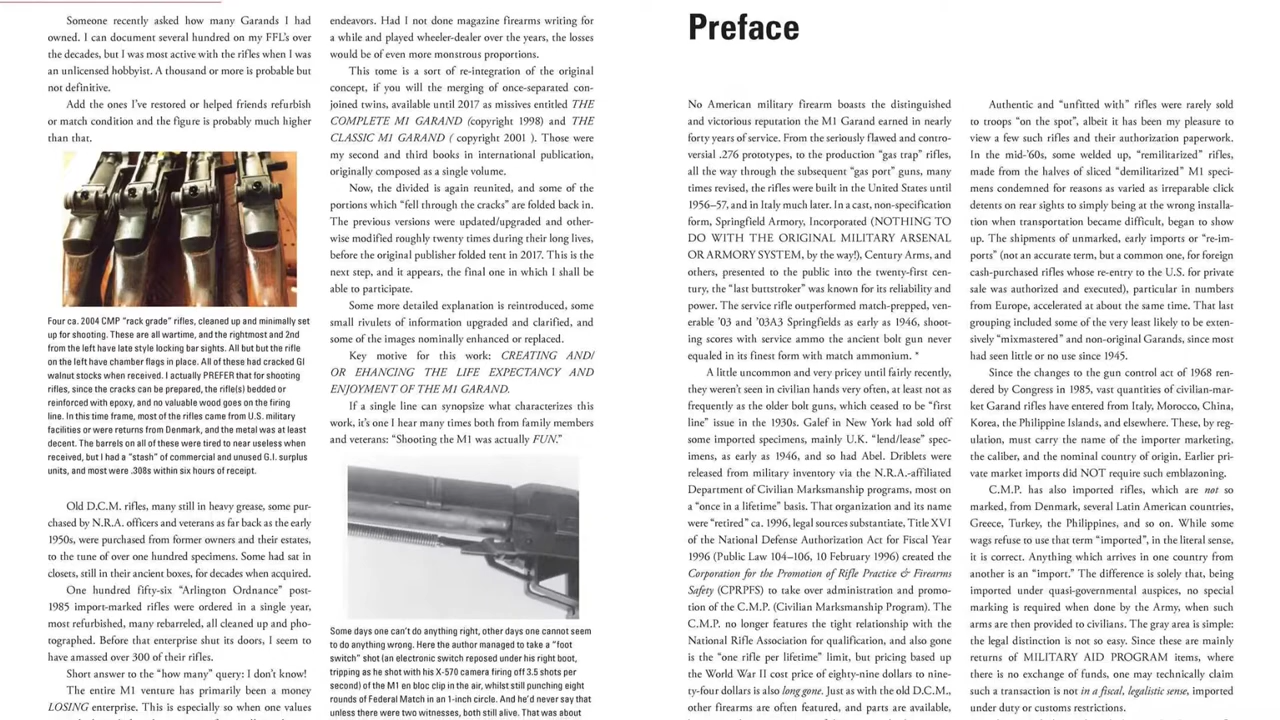 Someone recently asked how many Garands I had
owned. I can document several hundred on my FFL's over
the decades, but I was most active with the rifles when I was
an unlicensed hobbyist. A thousand or more is probable but
not definitive.
Add the ones I've restored or helped friends refurbish
or match condition and the figure is probably much higher
than that.
Four ca. 2004 CMP "rack grade" rifles, cleaned up and minimally set
up for shooting. These are all wartime, and the rightmost and 2nd
from the left have late style locking bar sights. All but but the rifle
on the left have chamber flags in place. All of these had cracked GI
walnut stocks when received. I actually PREFER that for shooting
rifles, since the cracks can be prepared, the rifle(s) bedded or
reinforced with epoxy, and no valuable wood goes on the firing
line. In this time frame, most of the rifles came from U.S. military
facilities or were returns from Denmark, and the metal was at least
decent. The barrels on all of these were tired to near useless when
received, but I had a "stash" of commercial and unused G.I. surplus
units, and most were .308s within six hours of receipt.
Old D.C.M. rifles, many still in heavy grease, some pur-
chased by N.R.A. officers and veterans as far back as the early
1950s, were purchased from former owners and their estates,
to the tune of over one hundred specimens. Some had sat in
closets, still in their ancient boxes, for decades when acquired.
One hundred fifty-six "Arlington Ordnance" post-
1985 import-marked rifles were ordered in a single year,
most refurbished, many rebarreled, all cleaned up and pho-
tographed. Before that enterprise shut its doors, I seem to
have amassed over 300 of their rifles.
Short answer to the "how many" query: I don't know!
The entire M1 venture has primarily been a money
LOSING enterprise. This is especially so when one values
endeavors. Had I not done magazine firearms writing for
a while and played wheeler-dealer over the years, the losses
would be of even more monstrous proportions.
This tome is a sort of re-integration of the original
concept, if you will the merging of once-separated con-
joined twins, available until 2017 as missives entitled THE
COMPLETE M1 GARAND (copyright 1998) and THE
CLASSIC M1 GARAND ( copyright 2001 ). Those were
my second and third books in international publication,
originally composed as a single volume.
Now, the divided is again reunited, and some of the
portions which "fell through the cracks" are folded back in.
The previous versions were updated/upgraded and other-
wise modified roughly twenty times during their long lives,
before the original publisher folded tent in 2017. This is the
next step, and it appears, the final one in which I shall be
able to participate.
Some more detailed explanation is reintroduced, some
small rivulets of information upgraded and clarified, and
some of the images nominally enhanced or replaced.
Key motive for this work: CREATING AND/
OR EHANCING THE LIFE EXPECTANCY AND
ENJOYMENT OF THE M1 GARAND.
If a single line can synopsize what characterizes this
work, it's one I hear many times both from family members
and veterans: "Shooting the M1 was actually FUN."
Some days one can't do anything right, other days one cannot seem
to do anything wrong. Here the author managed to take a "foot
switch" shot (an electronic switch reposed under his right boot,
tripping as he shot with his X-570 camera firing off 3.5 shots per
second) of the M1 en bloc clip in the air, whilst still punching eight
rounds of Federal Match in an 1-inch circle. And he'd never say that
unless there were two witnesses, both still alive. That was about
Preface
No American military firearm boasts the distinguished
and victorious reputation the M1 Garand earned in nearly
forty years of service. From the seriously flawed and contro-
versial .276 prototypes, to the production "gas trap" rifles,
all the way through the subsequent "gas port" guns, many
times revised, the rifles were built in the United States until
1956–57, and in Italy much later. In a cast, non-specification
form, Springfield Armory, Incorporated (NOTHING TO
DO WITH THE ORIGINAL MILITARY ARSENAL
OR ARMORY SYSTEM, by the way!), Century Arms, and
others, presented to the public into the twenty-first cen-
tury, the "last buttstroker" was known for its reliability and
power. The service rifle outperformed match-prepped, ven-
erable '03 and '03A3 Springfields as early as 1946, shoot-
ing scores with service ammo the ancient bolt gun never
equaled in its finest form with match ammonium. *
A little uncommon and very pricey until fairly recently,
they weren't seen in civilian hands very often, at least not as
frequently as the older bolt guns, which ceased to be "first
line" issue in the 1930s. Galef in New York had sold off
some imported specimens, mainly U.K. "lend/lease" spec-
imens, as early as 1946, and so had Abel. Driblets were
released from military inventory via the N.R.A.-affiliated
Department of Civilian Marksmanship programs, most on
a "once in a lifetime" basis. That organization and its name
were "retired" ca. 1996, legal sources substantiate, Title XVI
of the National Defense Authorization Act for Fiscal Year
1996 (Public Law 104–106, 10 February 1996) created the
Corporation for the Promotion of Rifle Practice & Firearms
Safety (CPRPFS) to take over administration and promo-
tion of the C.M.P. (Civilian Marksmanship Program). The
C.M.P. no longer features the tight relationship with the
National Rifle Association for qualification, and also gone
is the "one rifle per lifetime" limit, but pricing based up
the World War II cost price of eighty-nine dollars to nine-
ty-four dollars is also long gone. Just as with the old D.C.M.,
other firearms are often featured, and parts are available,
Authentic and "unfitted with" rifles were rarely sold
to troops "on the spot", albeit it has been my pleasure to
view a few such rifles and their authorization paperwork.
In the mid-'60s, some welded up, "remilitarized" rifles,
made from the halves of sliced "demilitarized" M1 speci-
mens condemned for reasons as varied as irreparable click
detents on rear sights to simply being at the wrong installa-
tion when transportation became difficult, began to show
up. The shipments of unmarked, early imports or "re-im-
ports" (not an accurate term, but a common one, for foreign
cash-purchased rifles whose re-entry to the U.S. for private
sale was authorized and executed), particular in numbers
from Europe, accelerated at about the same time. That last
grouping included some of the very least likely to be exten-
sively "mixmastered" and non-original Garands, since most
had seen little or no use since 1945.
Since the changes to the gun control act of 1968 ren-
dered by Congress in 1985, vast quantities of civilian-mar-
ket Garand rifles have entered from Italy, Morocco, China,
Korea, the Philippine Islands, and elsewhere. These, by reg-
ulation, must carry the name of the importer marketing,
the caliber, and the nominal country of origin. Earlier pri-
vate market imports did NOT require such emblazoning.
C.M.P. has also imported rifles, which are not so
marked, from Denmark, several Latin American countries,
Greece, Turkey, the Philippines, and so on. While some
wags refuse to use that term "imported", in the literal sense,
it is correct. Anything which arrives in one country from
another is an "import." The difference is solely that, being
imported under quasi-governmental auspices, no special
marking is required when done by the Army, when such
arms are then provided to civilians. The gray area is simple:
the legal distinction is not so easy. Since these are mainly
returns of MILITARY AID PROGRAM items, where
there is no exchange of funds, one may technically claim
such a transaction is not in a fiscal, legalistic sense, imported
under duty or customs restrictions.